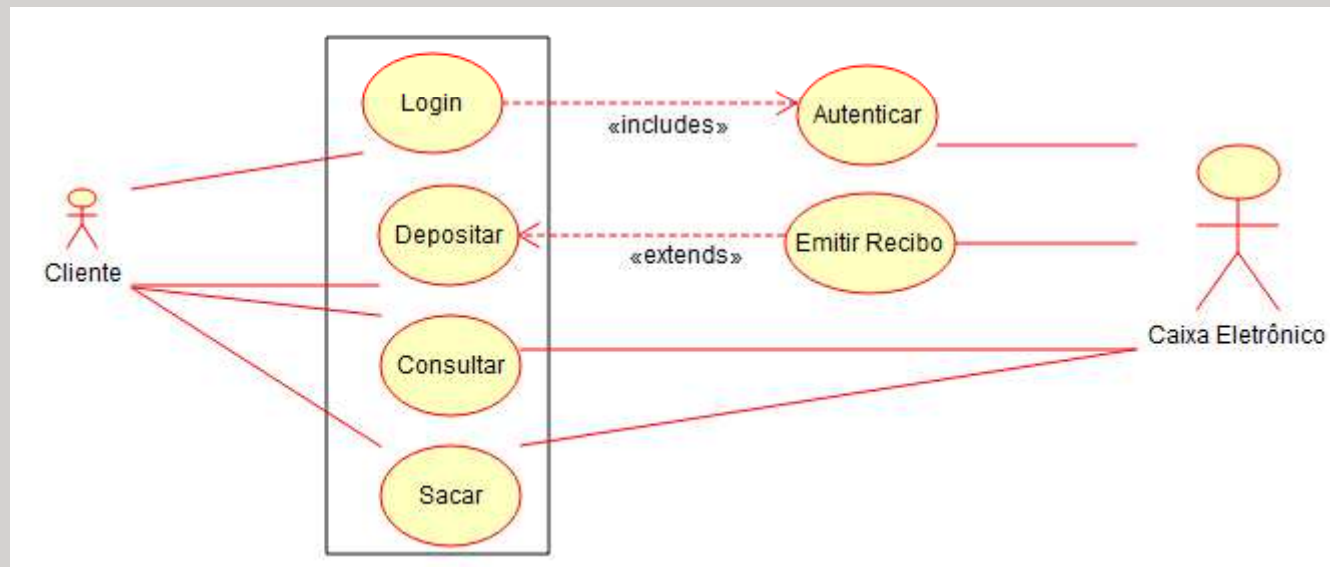 Login
«includes»
Autenticar
Cliente
Depositar
«extends»
Emitir Recibo
Consultar
Caixa Eletrônico
Sacar